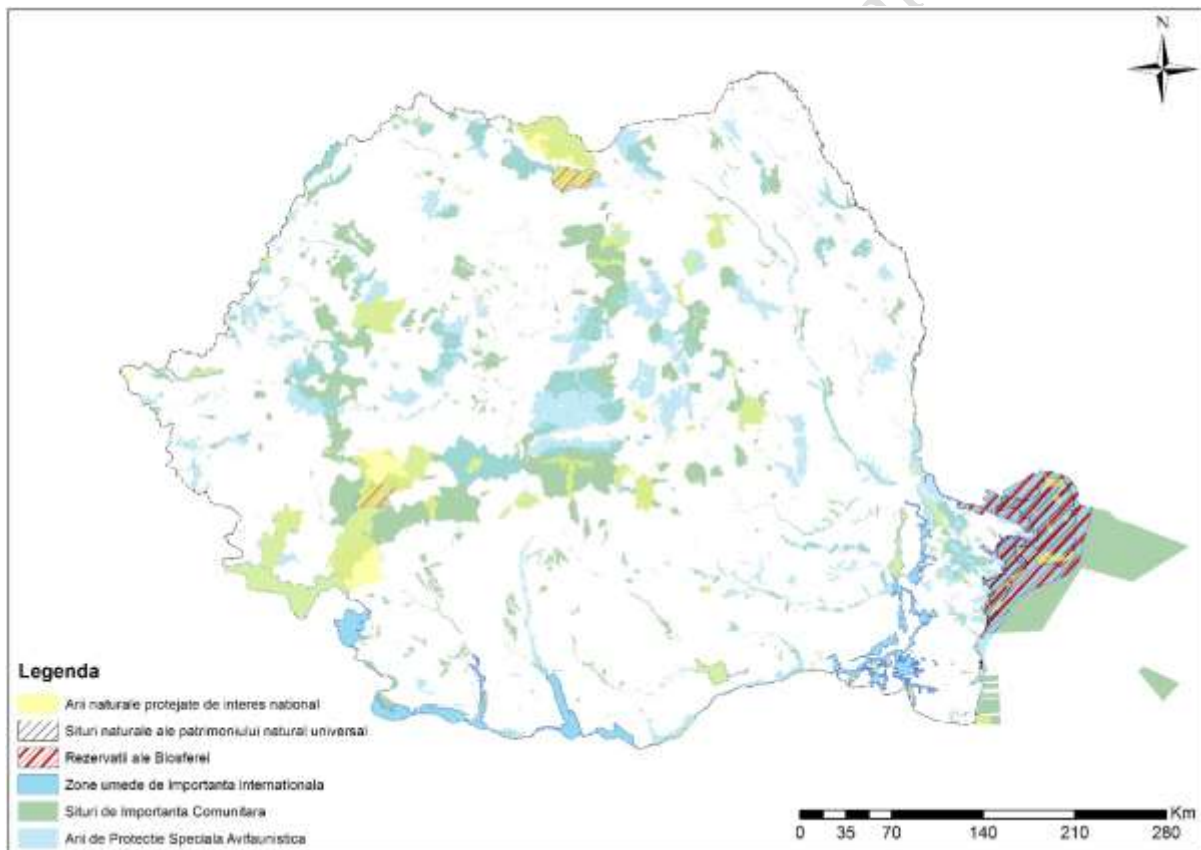 N
Legenda
Arii naturale protejate de interes national
Situri naturale ale patrimoniului natural universal
Rezervatii ale Biosferei
Zone umede de Importanta Internationala
Situri de Importanta Comunitara
Arii de Protectie Speciala Avifaunistica
Km
0 35 70 140 210 280